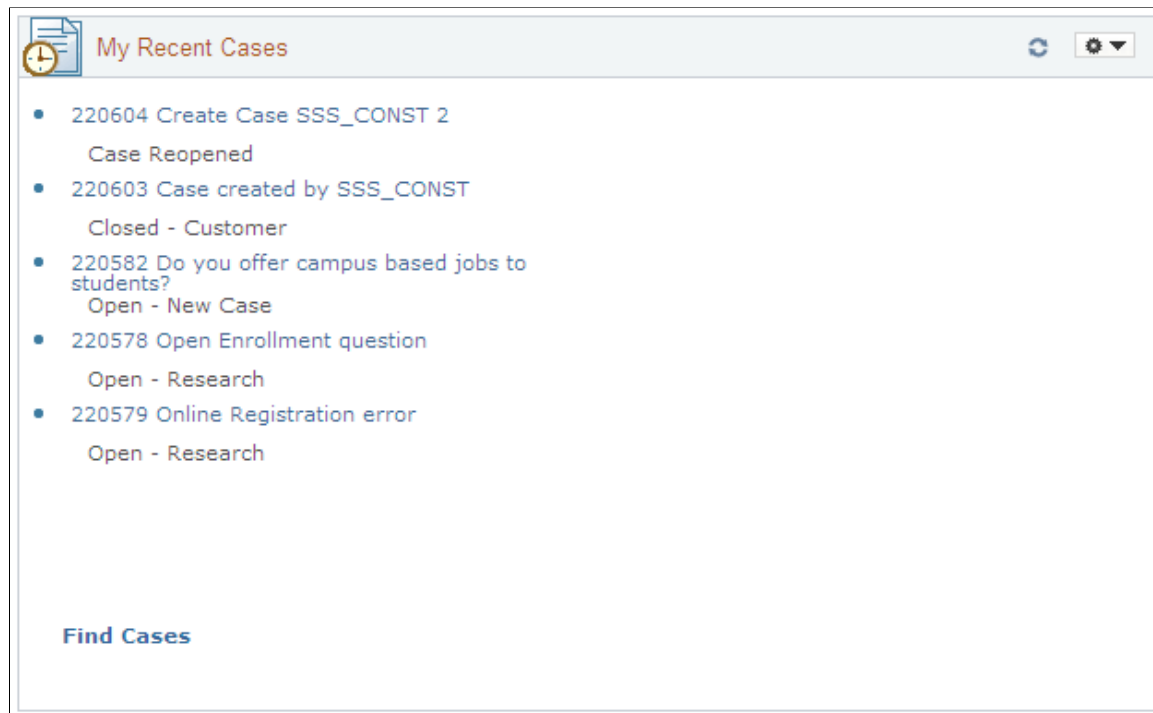 My Recent Cases
220604 Create Case SSS_CONST 2
Case Reopened
220603 Case created by SSS_CONST
Closed - Customer
220582 Do you offer campus based jobs to
students?
Open - New Case
220578 Open Enrollment question
Open - Research
220579 Online Registration error
Open - Research
Find Cases